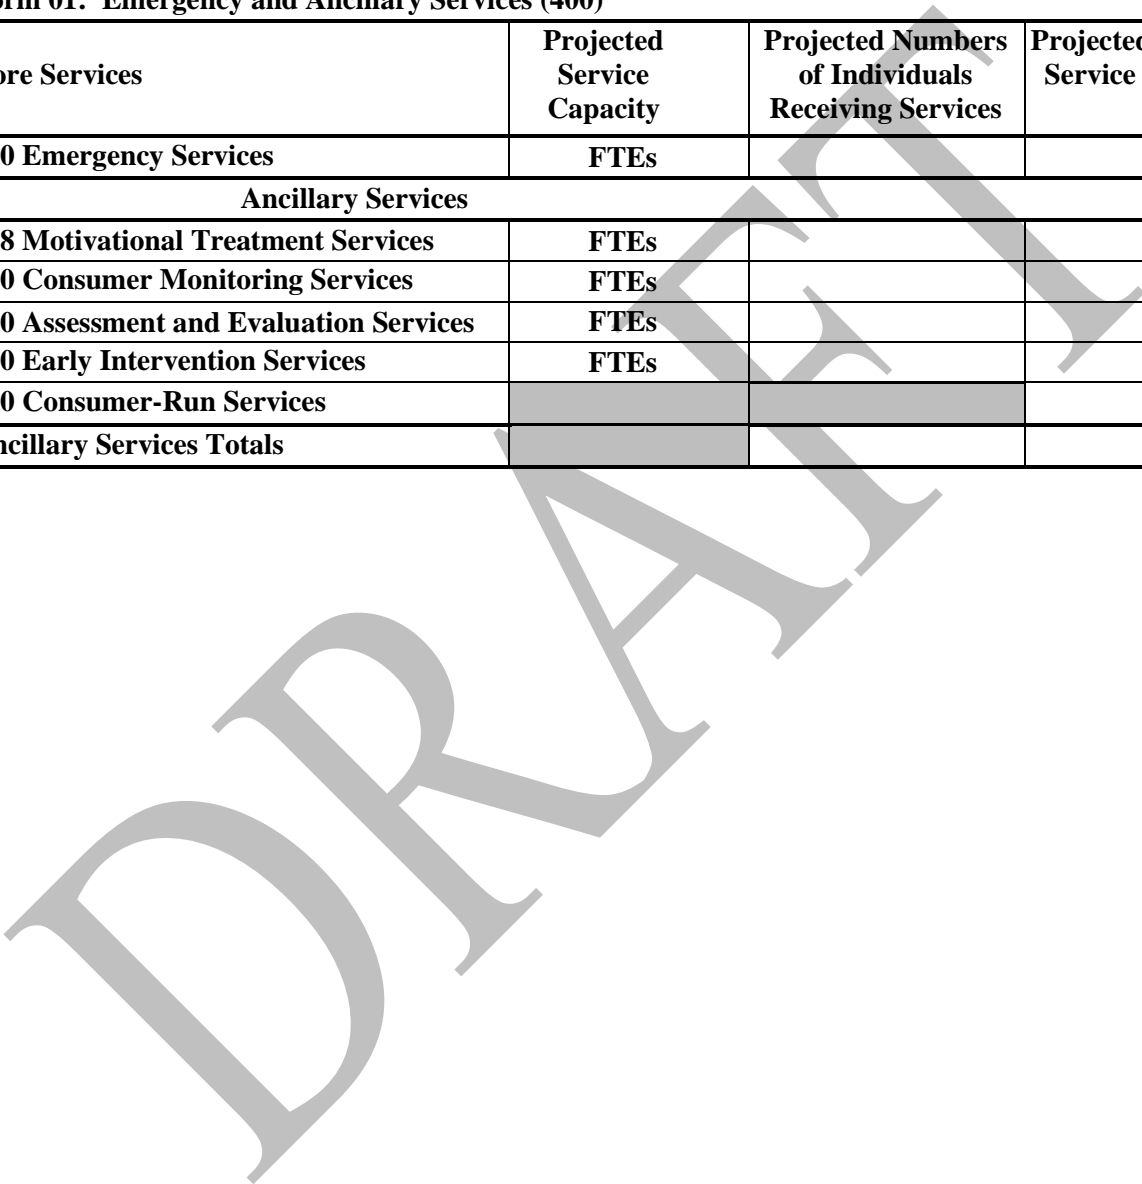 orm 01: Emergency and Ancillary Services (400)
ore Services
Projected Service Capacity
Projected Numbers of Individuals Receiving Services
Projected Service
0 Emergency Services FTEs
Ancillary Services
8 Motivational Treatment Services FTEs
0 Consumer Monitoring Services FTEs
0 Assessment and Evaluation Services FTEs
0 Early Intervention Services FTEs
0 Consumer-Run Services
ncillary Services Totals
DRAFT